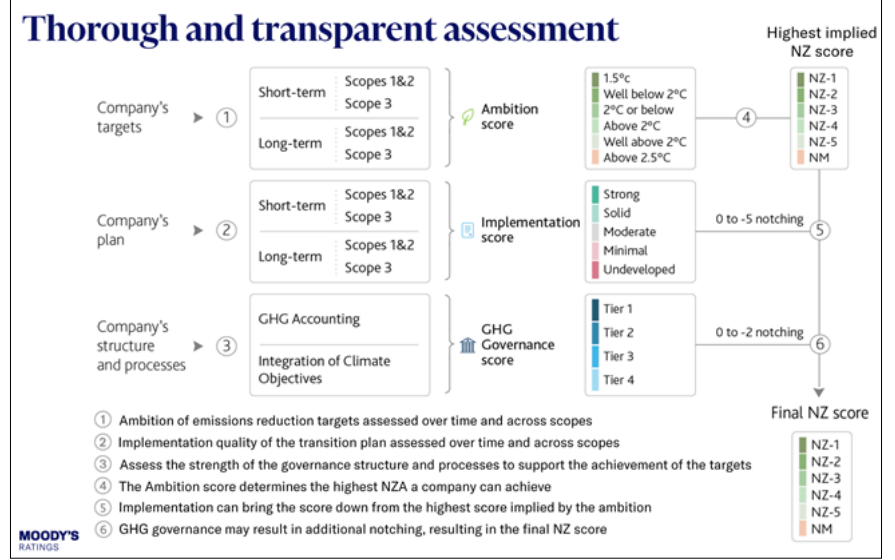 Thorough and transparent assessment
Highest implied
NZ score
Company's
targets
1
Short-term
Scopes 1&2
Scope 3
Long-term
Scopes 1&2
Scope 3
Ambition
score
1.5°c
Well below 2°C
2°C or below
Above 2°C
Well above 2°C
Above 2.5°C
4
NZ-1
NZ-2
NZ-3
NZ-4
NZ-5
NM
Company's
plan
2
Short-term
Scopes 1&2
Scope 3
Long-term
Scopes 1&2
Scope 3
Implementation
score
Strong
Solid
Moderate
Minimal
Undeveloped
0 to -5 notching
5
Company's
structure
and processes
3
GHG Accounting
Integration of Climate
Objectives
GHG
Governance
score
Tier 1
Tier 2
Tier 3
Tier 4
0 to -2 notching
6
Final NZ score
NZ-1
NZ-2
NZ-3
NZ-4
NZ-5
NM
1 Ambition of emissions reduction targets assessed over time and across scopes
2 Implementation quality of the transition plan assessed over time and across scopes
3 Assess the strength of the governance structure and processes to support the achievement of the targets
4 The Ambition score determines the highest NZA a company can achieve
5 Implementation can bring the score down from the highest score implied by the ambition
6 GHG governance may result in additional notching, resulting in the final NZ score
MOODY'S
RATINGS